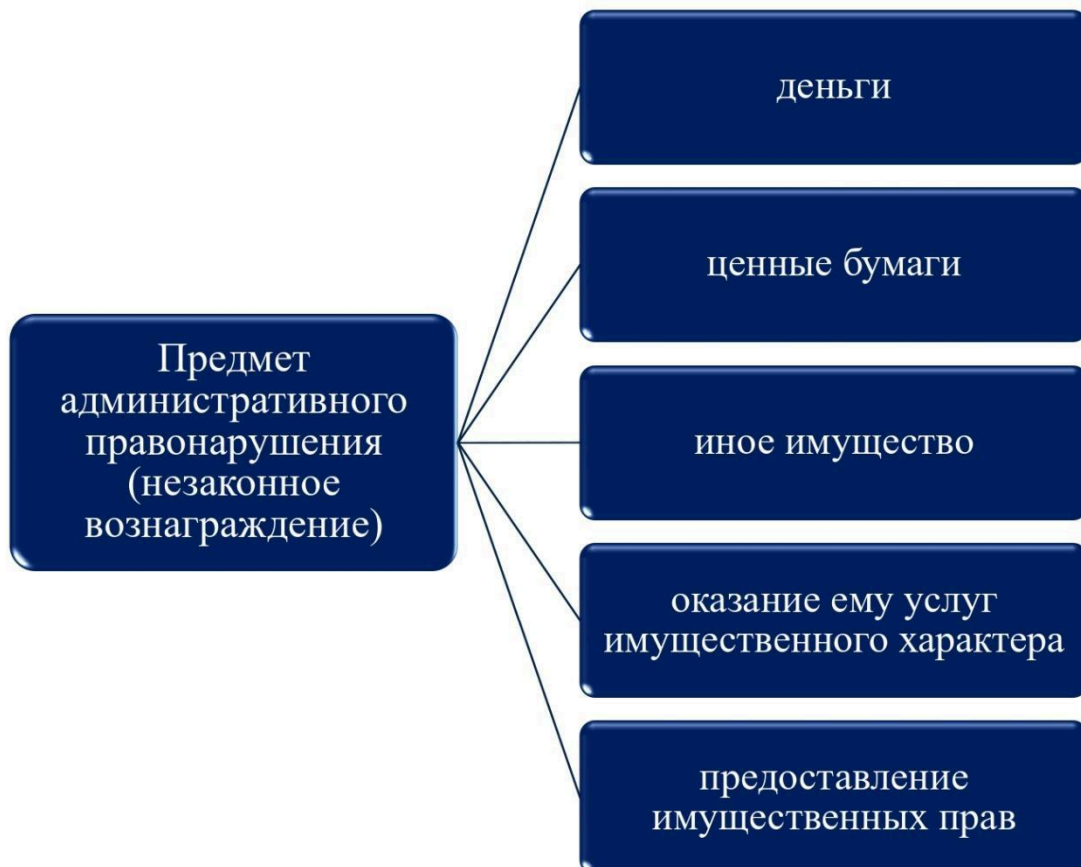 Предмет
административного
правонарушения
(незаконное
вознаграждение)
деньги
ценные бумаги
иное имущество
оказание ему услуг
имущественного характера
предоставление
имущественных прав